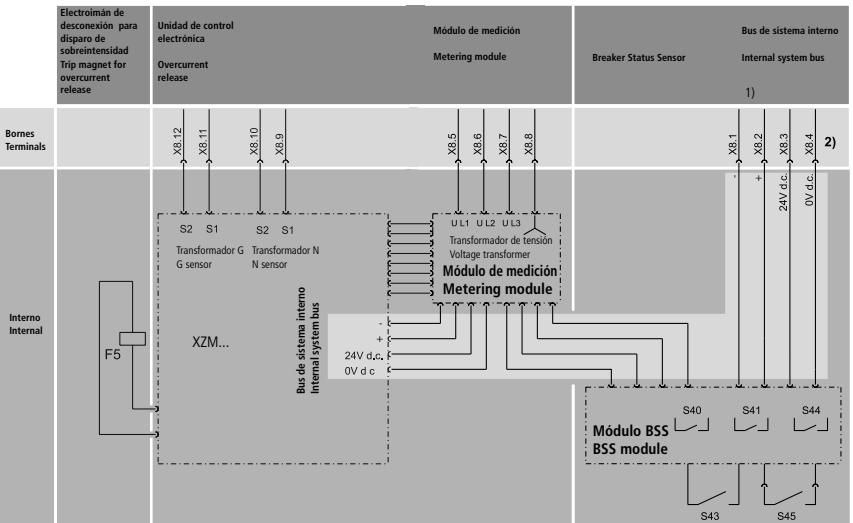 Electroimán de
desconexión para
disparo de
sobreintensidad
Trip magnet for
overcurrent
release
Unidad de control
electrónica
Overcurrent
release
Módulo de medición
Metering module
Breaker Status Sensor
Bus de sistema interno
Internal system bus
1)
Bornes
Terminals
X8.12
X8.11
X8.10
X8.9
X8.5
X8.6
X8.7
X8.8
X8.1
X8.2
X8.3
X8.4
2)
-
+
24V d.c.
0V d.c.
S2 S1
S2 S1
Transformador G
G sensor
Transformador N
N sensor
U L1 U L2 U L3
Transformador de tensión
Voltage transformer
Módulo de medición
Metering module
Interno
Internal
F5
XZM...
Bus de sistema interno
Internal system bus
-
+
24V d.c.
0V d c
S40
S41
S44
Módulo BSS
BSS module
S43
S45